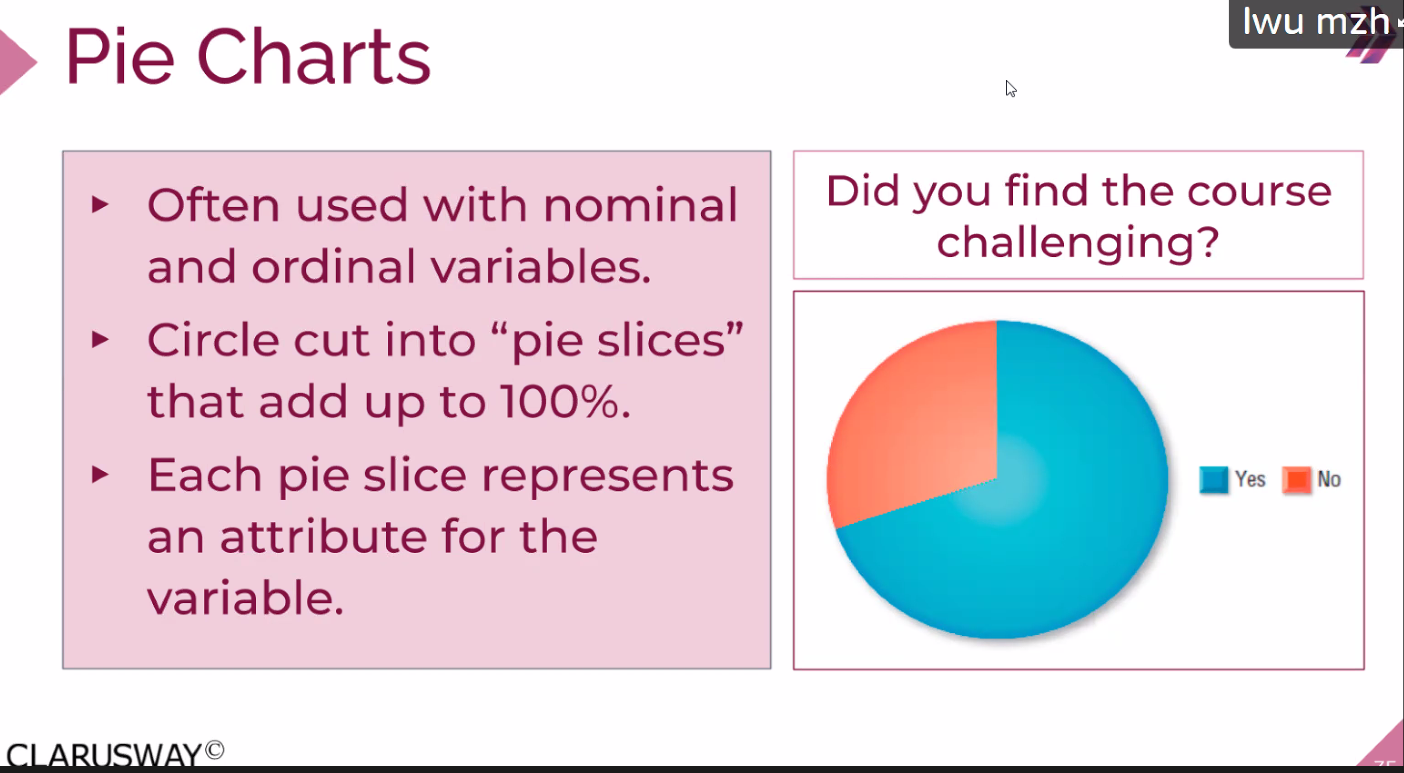 Pie Charts
lwu mzh
▸ Often used with nominal
and ordinal variables.
▸ Circle cut into “pie slices”
that add up to 100%.
▸ Each pie slice represents
an attribute for the
variable.
Did you find the course
challenging?
Yes No
CLARUSWAY©